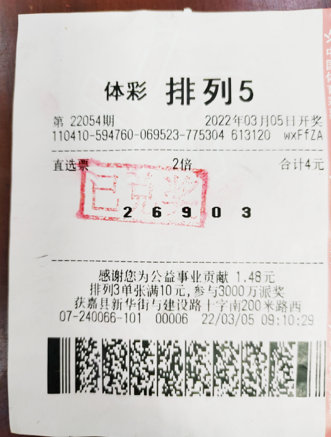 体彩 排列5
第 22054期 2022年03月05日开奖
110410-594760-069523-775304 613120 wxFfZA
直选票 2倍 合计4元
已兑奖
2 6 9 0 3
感谢您为公益事业贡献 1.48元
排列3单张满10元,参与3000万派奖
获嘉县新华街与建设路十字南200米路西
07-240066-101 00006 22/03/05 09:10:29